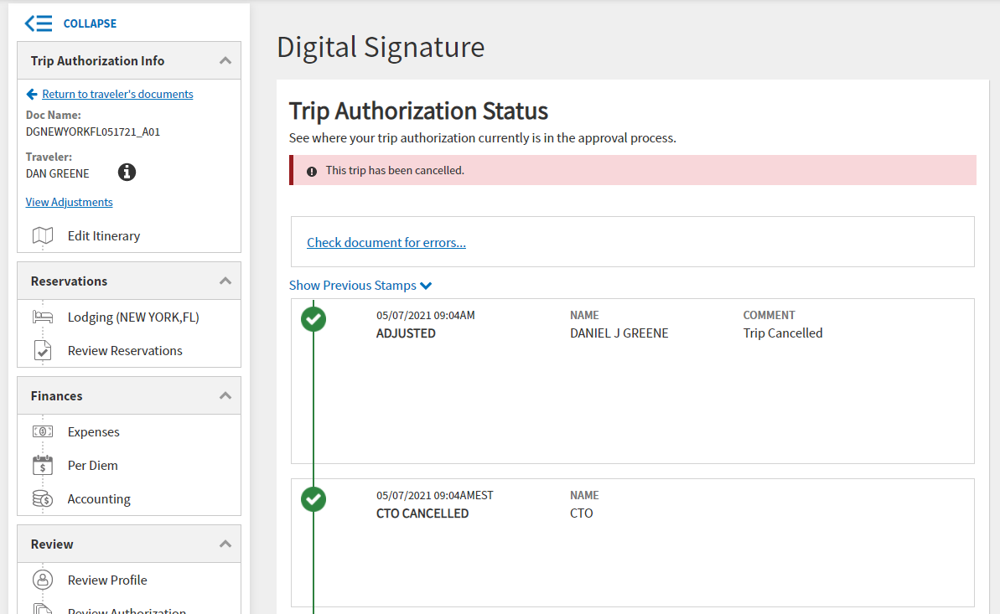 COLLAPSE
Trip Authorization Info
Return to traveler's documents
Doc Name:
DGNEWYORKFL051721_A01
Traveler:
DAN GREENE
View Adjustments
Edit Itinerary
Reservations
Lodging (NEW YORK,FL)
Review Reservations
Finances
Expenses
Per Diem
Accounting
Review
Review Profile
Review Authorization
Digital Signature
Trip Authorization Status
See where your trip authorization currently is in the approval process.
This trip has been cancelled.
Check document for errors...
Show Previous Stamps
05/07/2021 09:04AM NAME COMMENT
ADJUSTED DANIEL J GREENE Trip Cancelled
05/07/2021 09:04AMEST NAME
CTO CANCELLED CTO